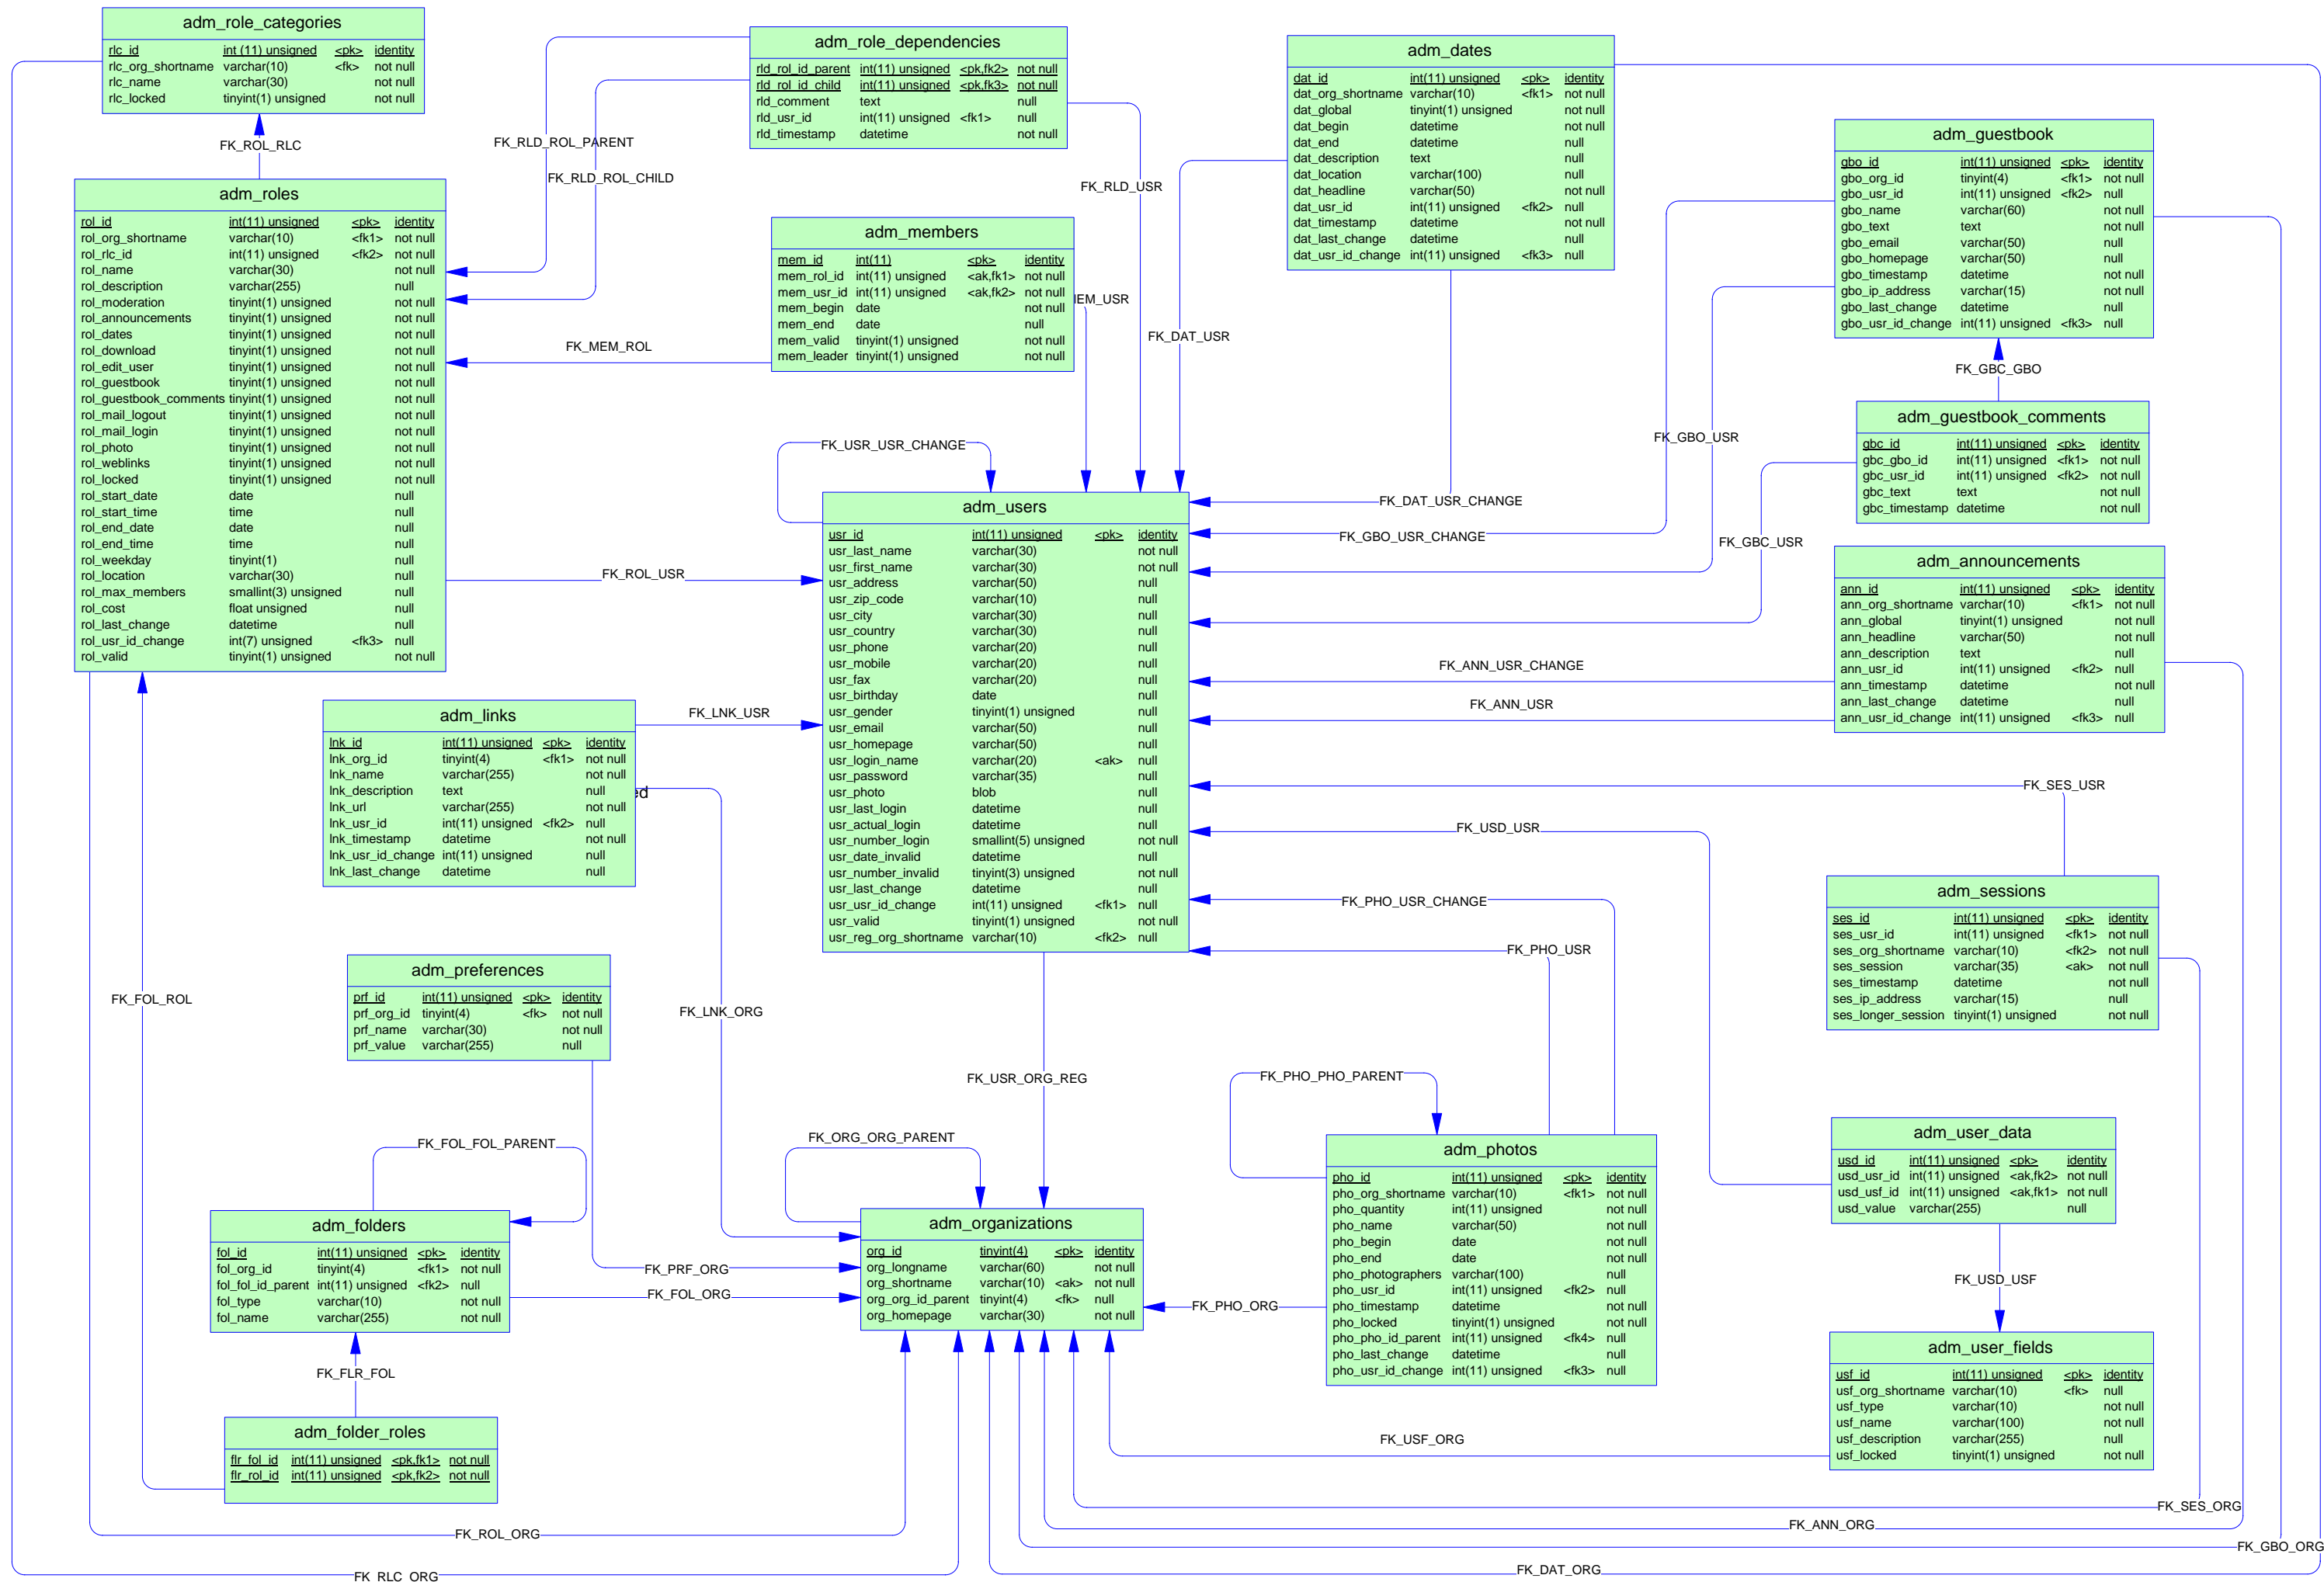 adm_role_categories
rlc_id int (11) unsigned <pk> identity
rlc_org_shortname varchar(10) <fk> not null
rlc_name varchar(30) not null
rlc_locked tinyint(1) unsigned not null
FK_ROL_RLC
adm_roles
rol_id int(11) unsigned <pk> identity
rol_org_shortname varchar(10) <fk1> not null
rol_rlc_id int(11) unsigned <fk2> not null
rol_name varchar(30) not null
rol_description varchar(255) null
rol_moderation tinyint(1) unsigned not null
rol_announcements tinyint(1) unsigned not null
rol_dates tinyint(1) unsigned not null
rol_download tinyint(1) unsigned not null
rol_edit_user tinyint(1) unsigned not null
rol_guestbook tinyint(1) unsigned not null
rol_guestbook_comments tinyint(1) unsigned not null
rol_mail_logout tinyint(1) unsigned not null
rol_mail_login tinyint(1) unsigned not null
rol_photo tinyint(1) unsigned not null
rol_weblinks tinyint(1) unsigned not null
rol_locked tinyint(1) unsigned not null
rol_start_date date null
rol_start_time time null
rol_end_date date null
rol_end_time time null
rol_weekday tinyint(1) null
rol_location varchar(30) null
rol_max_members smallint(3) unsigned null
rol_cost float unsigned null
rol_last_change datetime null
rol_usr_id_change int(7) unsigned <fk3> null
rol_valid tinyint(1) unsigned not null
adm_role_dependencies
rld_rol_id_parent int(11) unsigned <pk,fk2> not null
rld_rol_id_child int(11) unsigned <pk,fk3> not null
rld_comment text null
rld_usr_id int(11) unsigned <fk1> null
rld_timestamp datetime not null
FK_RLD_ROL_PARENT
FK_RLD_ROL_CHILD
FK_RLD_USR
adm_members
mem_id int(11) <pk> identity
mem_rol_id int(11) unsigned <ak,fk1> not null
mem_usr_id int(11) unsigned <ak,fk2> not null
mem_begin date not null
mem_end date null
mem_valid tinyint(1) unsigned not null
mem_leader tinyint(1) unsigned not null
EM_USR
FK_MEM_ROL
adm_dates
dat_id int(11) unsigned <pk> identity
dat_org_shortname varchar(10) <fk1> not null
dat_global tinyint(1) unsigned not null
dat_begin datetime not null
dat_end datetime null
dat_description text null
dat_location varchar(100) null
dat_headline varchar(50) not null
dat_usr_id int(11) unsigned <fk2> null
dat_timestamp datetime not null
dat_last_change datetime null
dat_usr_id_change int(11) unsigned <fk3> null
FK_DAT_USR
FK_DAT_USR_CHANGE
adm_guestbook
gbo_id int(11) unsigned <pk> identity
gbo_org_id tinyint(4) <fk1> not null
gbo_usr_id int(11) unsigned <fk2> null
gbo_name varchar(60) not null
gbo_text text not null
gbo_email varchar(50) null
gbo_homepage varchar(50) null
gbo_timestamp datetime not null
gbo_ip_address varchar(15) not null
gbo_last_change datetime null
gbo_usr_id_change int(11) unsigned <fk3> null
FK_GBC_GBO
adm_guestbook_comments
gbc_id int(11) unsigned <pk> identity
gbc_gbo_id int(11) unsigned <fk1> not null
gbc_usr_id int(11) unsigned <fk2> not null
gbc_text text not null
gbc_timestamp datetime not null
FK_GBO_USR
FK_GBO_USR_CHANGE
FK_GBC_USR
adm_announcements
ann_id int(11) unsigned <pk> identity
ann_org_shortname varchar(10) <fk1> not null
ann_global tinyint(1) unsigned not null
ann_headline varchar(50) not null
ann_description text null
ann_usr_id int(11) unsigned <fk2> null
ann_timestamp datetime not null
ann_last_change datetime null
ann_usr_id_change int(11) unsigned <fk3> null
FK_ANN_USR_CHANGE
FK_ANN_USR
FK_USR_USR_CHANGE
FK_ROL_USR
adm_users
usr_id int(11) unsigned <pk> identity
usr_last_name varchar(30) not null
usr_first_name varchar(30) not null
usr_address varchar(50) null
usr_zip_code varchar(10) null
usr_city varchar(30) null
usr_country varchar(30) null
usr_phone varchar(20) null
usr_mobile varchar(20) null
usr_fax varchar(20) null
usr_birthday date null
usr_gender tinyint(1) unsigned null
usr_email varchar(50) null
usr_homepage varchar(50) null
usr_login_name varchar(20) <ak> null
usr_password varchar(35) null
usr_photo blob null
usr_last_login datetime null
usr_actual_login datetime null
usr_number_login smallint(5) unsigned not null
usr_date_invalid datetime null
usr_number_invalid tinyint(3) unsigned not null
usr_last_change datetime null
usr_usr_id_change int(11) unsigned <fk1> null
usr_valid tinyint(1) unsigned not null
usr_reg_org_shortname varchar(10) <fk2> null
adm_links
lnk_id int(11) unsigned <pk> identity
lnk_org_id tinyint(4) <fk1> not null
lnk_name varchar(255) not null
lnk_description text null
lnk_url varchar(255) not null
lnk_usr_id int(11) unsigned <fk2> null
lnk_timestamp datetime not null
lnk_usr_id_change int(11) unsigned null
lnk_last_change datetime null
FK_LNK_USR
ed
FK_LNK_ORG
FK_SES_USR
FK_USD_USR
adm_sessions
ses_id int(11) unsigned <pk> identity
ses_usr_id int(11) unsigned <fk1> not null
ses_org_shortname varchar(10) <fk2> not null
ses_session varchar(35) <ak> not null
ses_timestamp datetime not null
ses_ip_address varchar(15) null
ses_longer_session tinyint(1) unsigned not null
FK_PHO_USR_CHANGE
FK_PHO_USR
adm_preferences
prf_id int(11) unsigned <pk> identity
prf_org_id tinyint(4) <fk> not null
prf_name varchar(30) not null
prf_value varchar(255) null
FK_FOL_ROL
FK_USR_ORG_REG
FK_PHO_PHO_PARENT
FK_ORG_ORG_PARENT
FK_FOL_FOL_PARENT
adm_photos
pho_id int(11) unsigned <pk> identity
pho_org_shortname varchar(10) <fk1> not null
pho_quantity int(11) unsigned not null
pho_name varchar(50) not null
pho_begin date not null
pho_end date not null
pho_photographers varchar(100) null
pho_usr_id int(11) unsigned <fk2> null
pho_timestamp datetime not null
pho_locked tinyint(1) unsigned not null
pho_pho_id_parent int(11) unsigned <fk4> null
pho_last_change datetime null
pho_usr_id_change int(11) unsigned <fk3> null
adm_user_data
usd_id int(11) unsigned <pk> identity
usd_usr_id int(11) unsigned <ak,fk2> not null
usd_usf_id int(11) unsigned <ak,fk1> not null
usd_value varchar(255) null
FK_USD_USF
adm_folders
fol_id int(11) unsigned <pk> identity
fol_org_id tinyint(4) <fk1> not null
fol_fol_id_parent int(11) unsigned <fk2> null
fol_type varchar(10) not null
fol_name varchar(255) not null
FK_PRF_ORG
FK_FOL_ORG
adm_organizations
org_id tinyint(4) <pk> identity
org_longname varchar(60) not null
org_shortname varchar(10) <ak> not null
org_org_id_parent tinyint(4) <fk> null
org_homepage varchar(30) not null
FK_PHO_ORG
adm_user_fields
usf_id int(11) unsigned <pk> identity
usf_org_shortname varchar(10) <fk> null
usf_type varchar(10) not null
usf_name varchar(100) not null
usf_description varchar(255) null
usf_locked tinyint(1) unsigned not null
FK_FLR_FOL
adm_folder_roles
flr_fol_id int(11) unsigned <pk,fk1> not null
flr_rol_id int(11) unsigned <pk,fk2> not null
FK_USF_ORG
FK_SES_ORG
FK_ANN_ORG
FK_ROL_ORG
FK_GBO_ORG
FK_DAT_ORG
FK_RLC_ORG